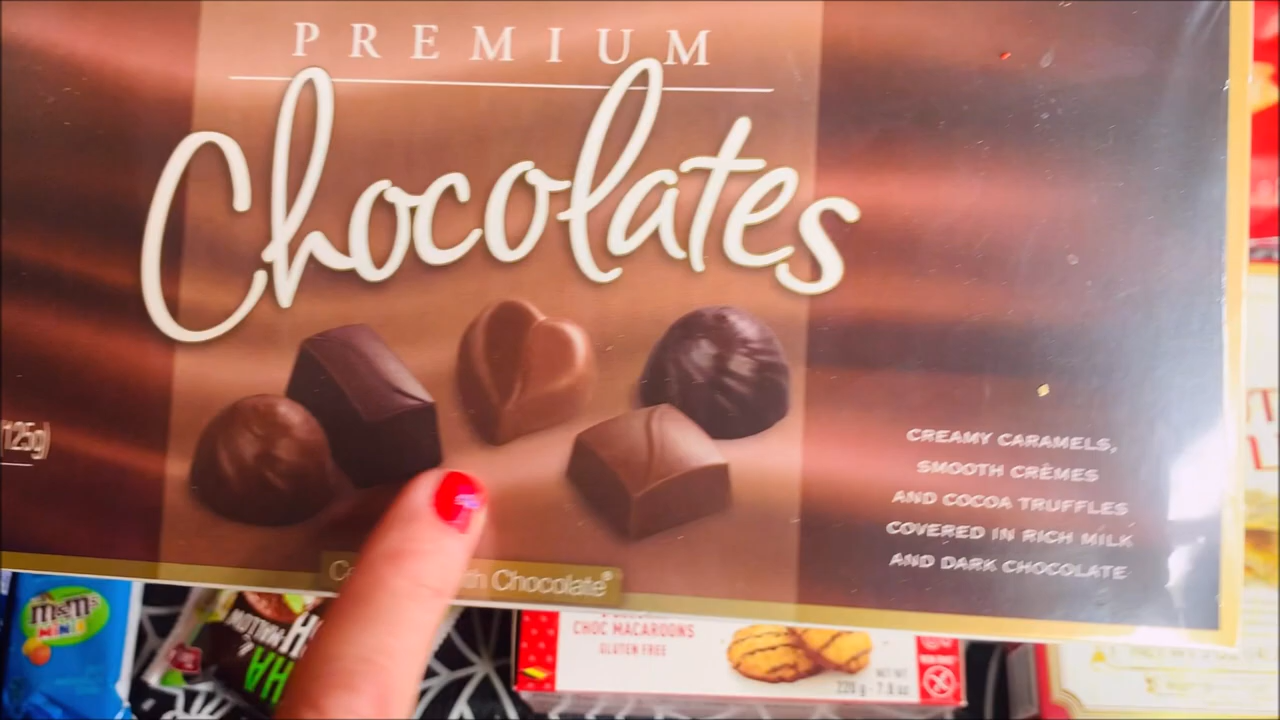 PREMIUM
Chocolates
(125g)
CREAMY CARAMELS,
SMOOTH CRÈMES
AND COCOA TRUFFLES
COVERED IN RICH MILK
AND DARK CHOCOLATE
Chocolate
m&m's
MINIS
CHOC MACAROONS
GLUTEN FREE
NET WT
220g - 7.8 oz